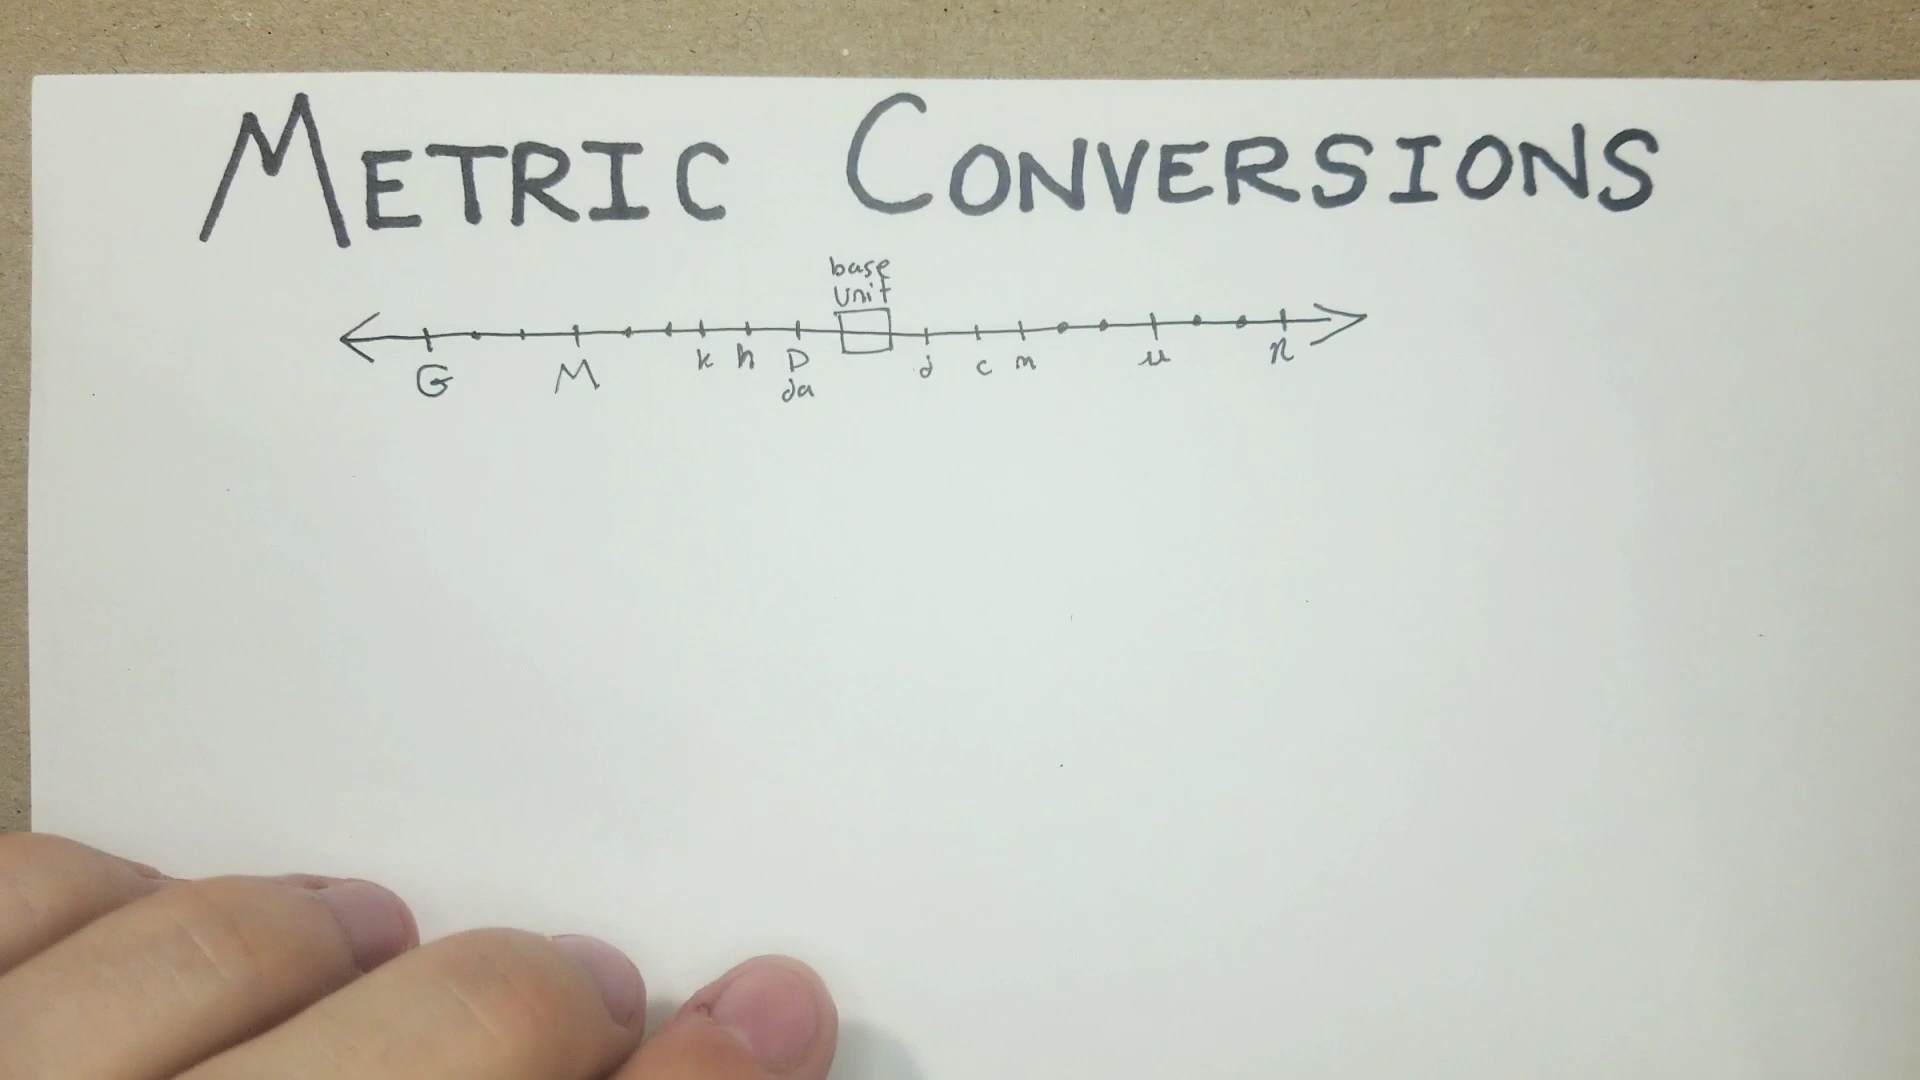 METRIC CONVERSIONS
base
unit
G M k h D d c m μ n
da